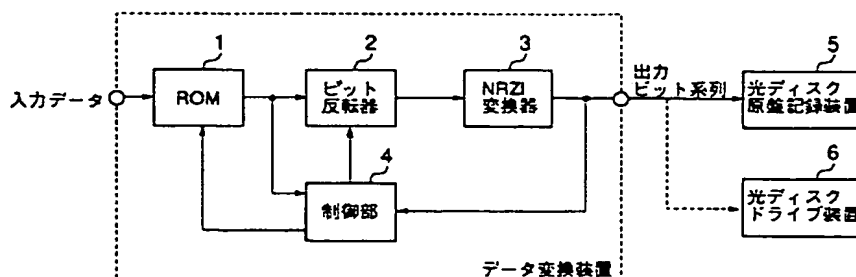 1
2
3
5
入力データ
ROM
ビット
反転器
NRZI
変換器
出力
ビット系列
光ディスク
原盤記録装置
4
制御部
6
光ディスク
ドライブ装置
データ変換装置